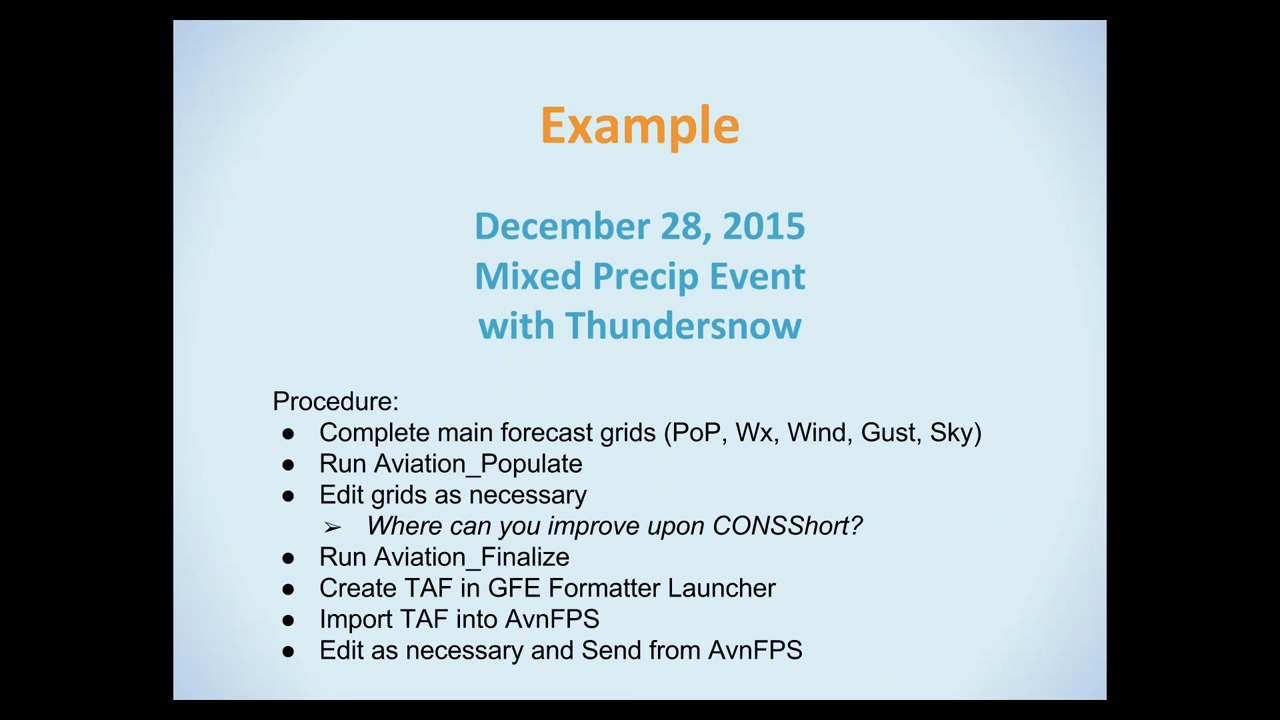 Example
December 28, 2015
Mixed Precip Event
with Thundersnow
Procedure:
● Complete main forecast grids (PoP, Wx, Wind, Gust, Sky)
● Run Aviation_Populate
● Edit grids as necessary
➢ Where can you improve upon CONSShort?
● Run Aviation_Finalize
● Create TAF in GFE Formatter Launcher
● Import TAF into AvnFPS
● Edit as necessary and Send from AvnFPS